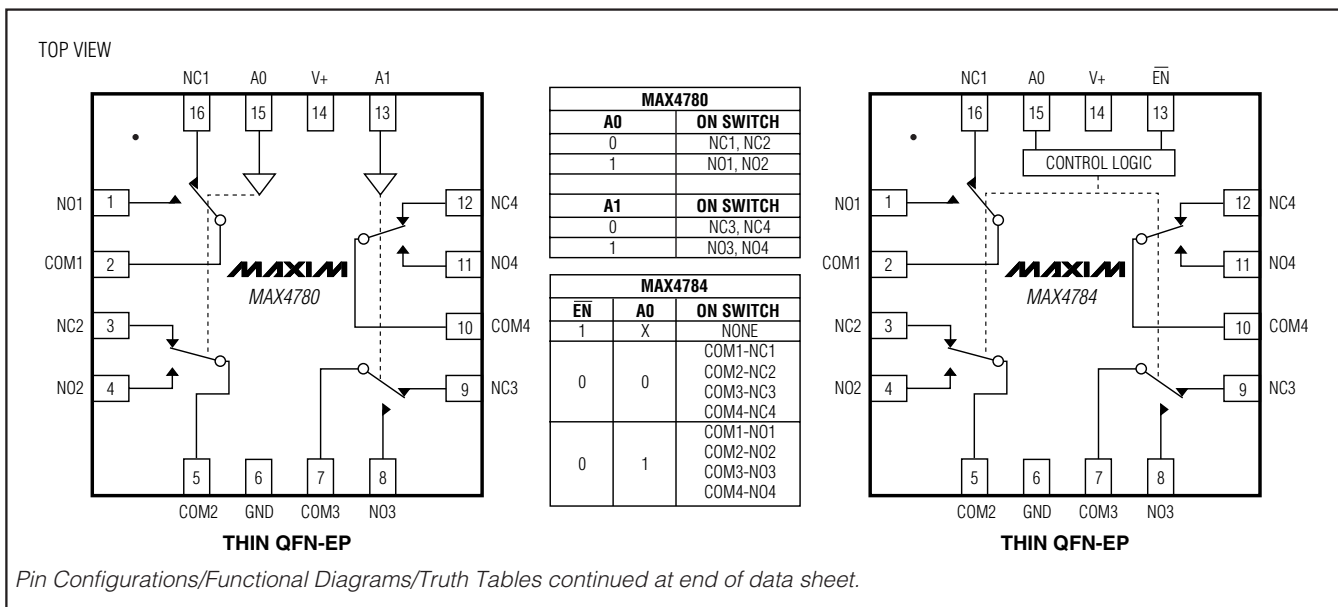 TOP VIEW
NC1 A0 V+ A1
16 15 14 13
NO1 1
COM1 2
NC2 3
NO2 4
12 NC4
11 NO4
10 COM4
9 NC3
MAXIM
MAX4780
5 6 7 8
COM2 GND COM3 NO3
THIN QFN-EP
MAX4780
A0 ON SWITCH
0 NC1, NC2
1 NO1, NO2
A1 ON SWITCH
0 NC3, NC4
1 NO3, NO4
MAX4784
E̅N̅ A0 ON SWITCH
1 X NONE
0 0 COM1-NC1
COM2-NC2
COM3-NC3
COM4-NC4
0 1 COM1-NO1
COM2-NO2
COM3-NO3
COM4-NO4
NC1 A0 V+ E̅N̅
16 15 14 13
CONTROL LOGIC
NO1 1
COM1 2
NC2 3
NO2 4
12 NC4
11 NO4
10 COM4
9 NC3
MAXIM
MAX4784
5 6 7 8
COM2 GND COM3 NO3
THIN QFN-EP
Pin Configurations/Functional Diagrams/Truth Tables continued at end of data sheet.